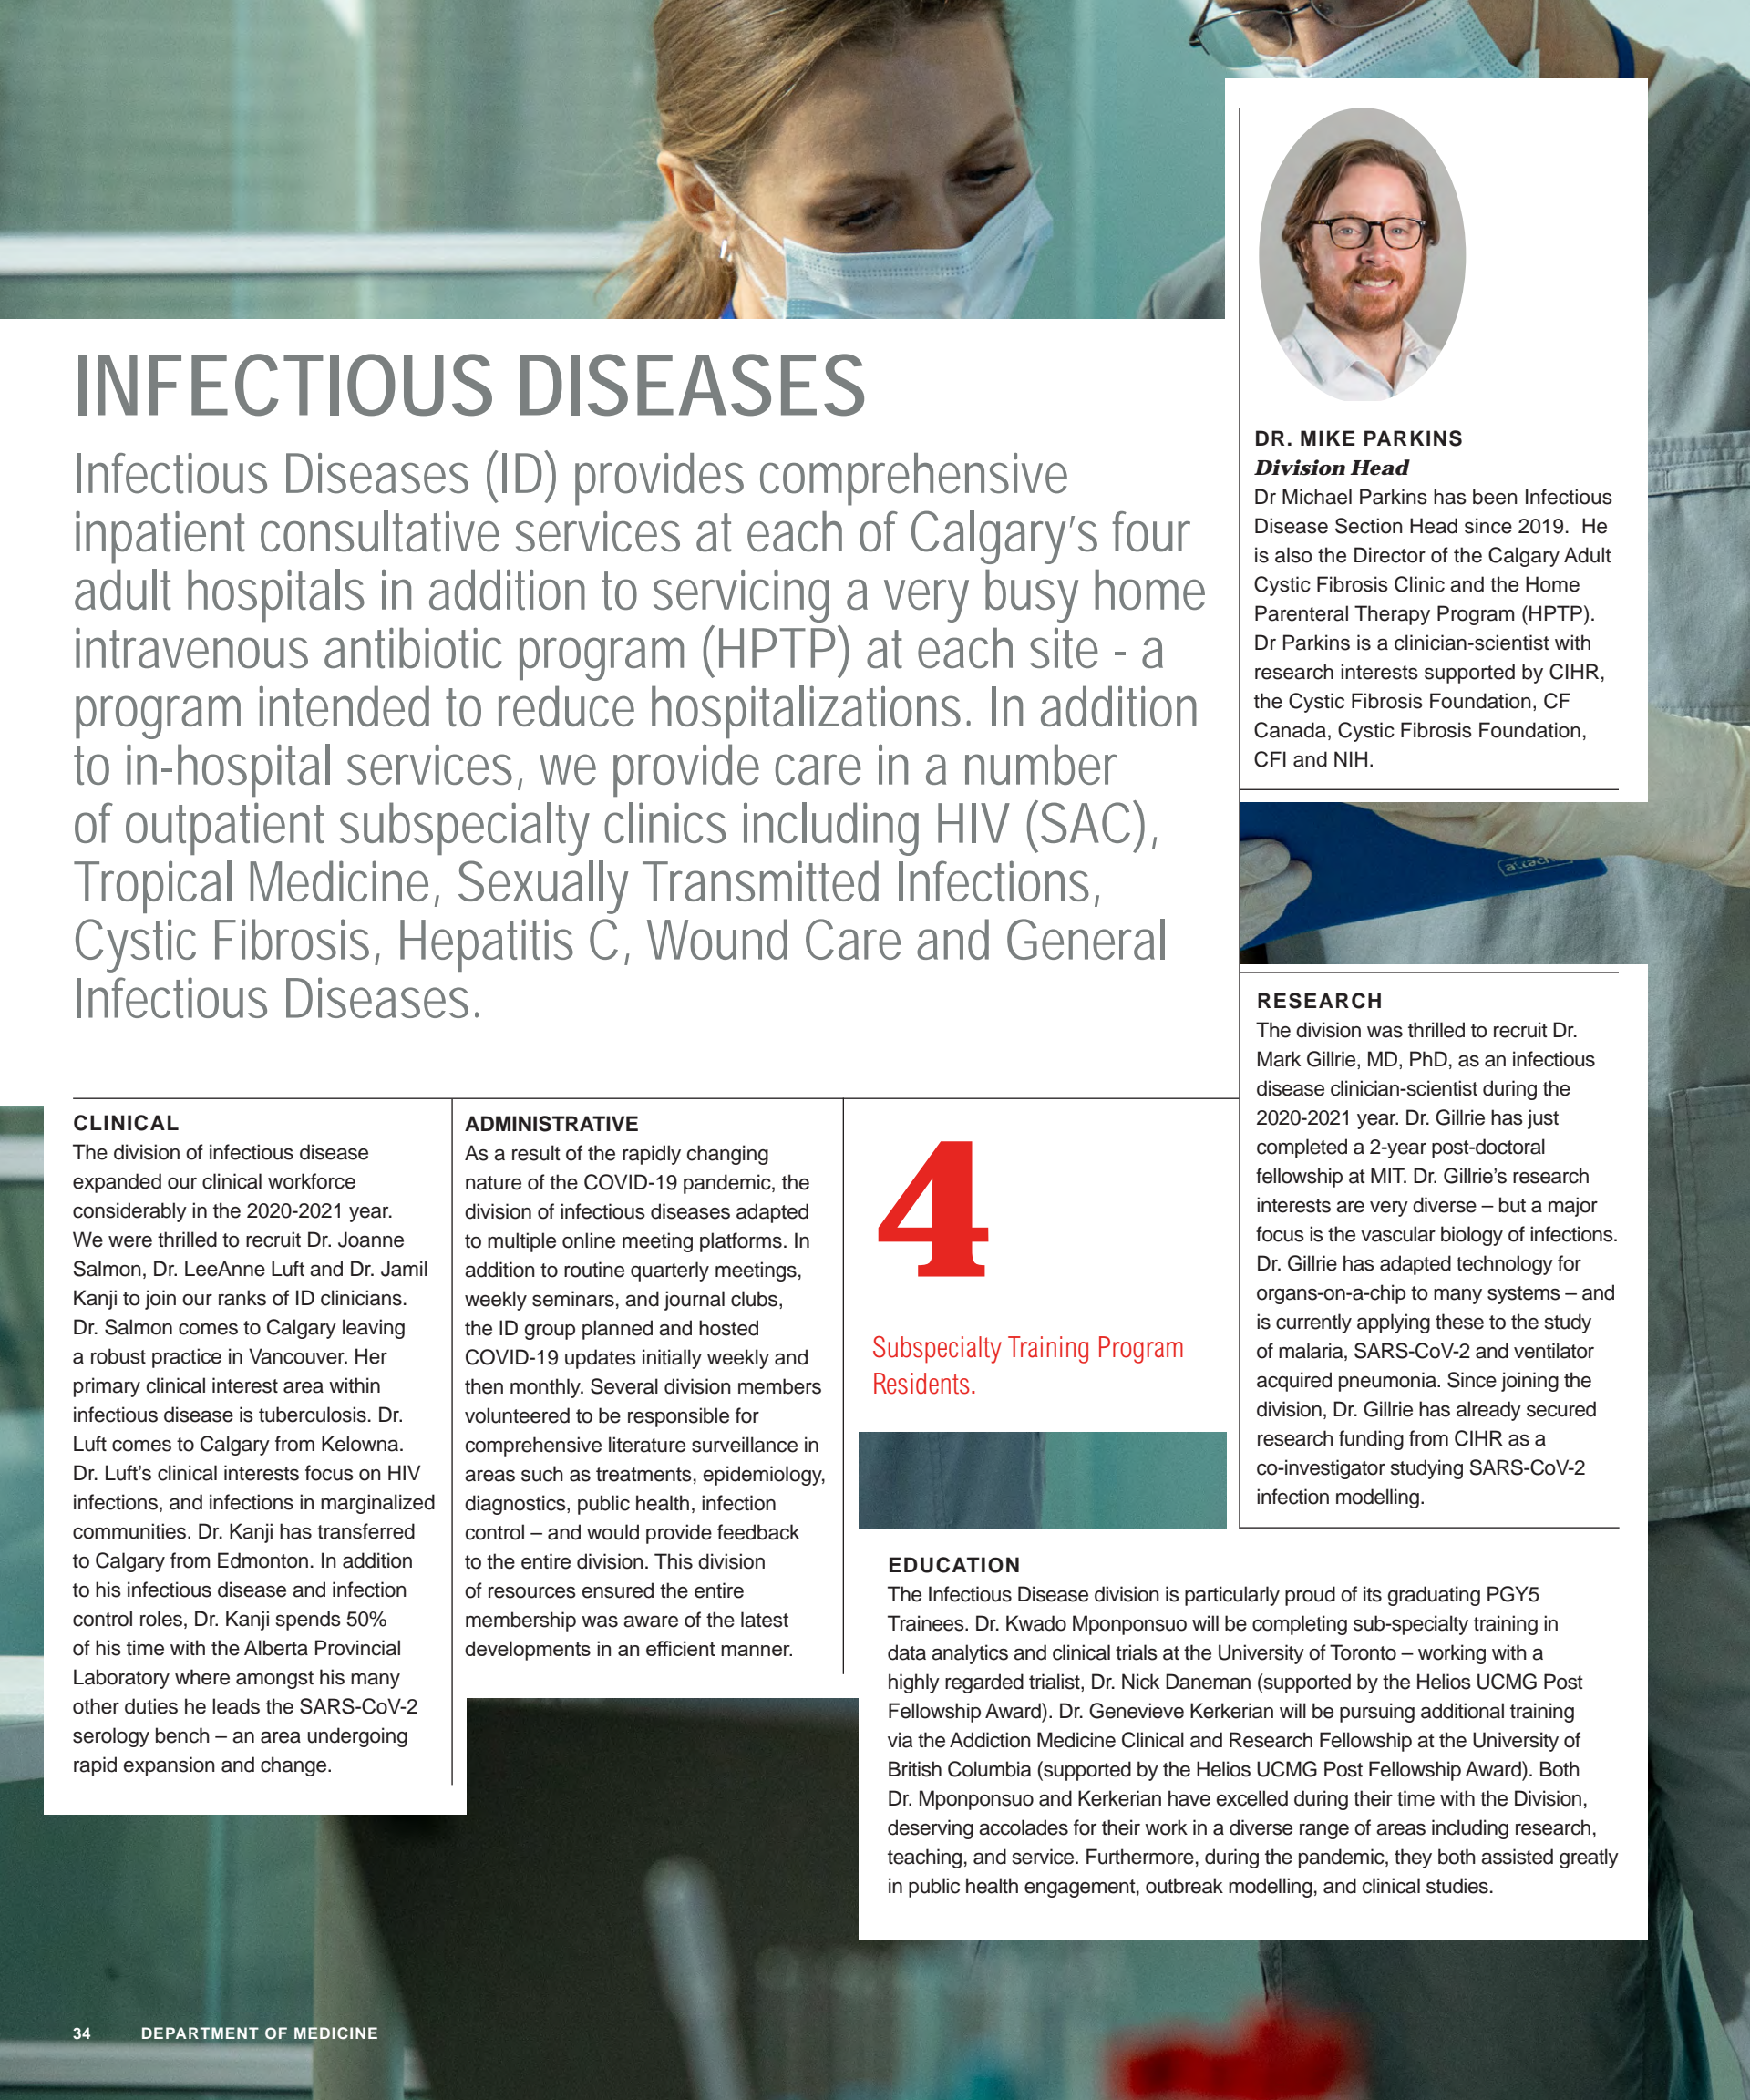 INFECTIOUS DISEASES
Infectious Diseases (ID) provides comprehensive
inpatient consultative services at each of Calgary's four
adult hospitals in addition to servicing a very busy home
intravenous antibiotic program (HPTP) at each site - a
program intended to reduce hospitalizations. In addition
to in-hospital services, we provide care in a number
of outpatient subspecialty clinics including HIV (SAC),
Tropical Medicine, Sexually Transmitted Infections,
Cystic Fibrosis, Hepatitis C, Wound Care and General
Infectious Diseases.
DR. MIKE PARKINS
Division Head
Dr Michael Parkins has been Infectious
Disease Section Head since 2019.  He
is also the Director of the Calgary Adult
Cystic Fibrosis Clinic and the Home
Parenteral Therapy Program (HPTP).
Dr Parkins is a clinician-scientist with
research interests supported by CIHR,
the Cystic Fibrosis Foundation, CF
Canada, Cystic Fibrosis Foundation,
CFI and NIH.
CLINICAL
The division of infectious disease
expanded our clinical workforce
considerably in the 2020-2021 year.
We were thrilled to recruit Dr. Joanne
Salmon, Dr. LeeAnne Luft and Dr. Jamil
Kanji to join our ranks of ID clinicians.
Dr. Salmon comes to Calgary leaving
a robust practice in Vancouver. Her
primary clinical interest area within
infectious disease is tuberculosis. Dr.
Luft comes to Calgary from Kelowna.
Dr. Luft's clinical interests focus on HIV
infections, and infections in marginalized
communities. Dr. Kanji has transferred
to Calgary from Edmonton. In addition
to his infectious disease and infection
control roles, Dr. Kanji spends 50%
of his time with the Alberta Provincial
Laboratory where amongst his many
other duties he leads the SARS-CoV-2
serology bench – an area undergoing
rapid expansion and change.
ADMINISTRATIVE
As a result of the rapidly changing
nature of the COVID-19 pandemic, the
division of infectious diseases adapted
to multiple online meeting platforms. In
addition to routine quarterly meetings,
weekly seminars, and journal clubs,
the ID group planned and hosted
COVID-19 updates initially weekly and
then monthly. Several division members
volunteered to be responsible for
comprehensive literature surveillance in
areas such as treatments, epidemiology,
diagnostics, public health, infection
control – and would provide feedback
to the entire division. This division
of resources ensured the entire
membership was aware of the latest
developments in an efficient manner.
4
Subspecialty Training Program
Residents.
RESEARCH
The division was thrilled to recruit Dr.
Mark Gillrie, MD, PhD, as an infectious
disease clinician-scientist during the
2020-2021 year. Dr. Gillrie has just
completed a 2-year post-doctoral
fellowship at MIT. Dr. Gillrie's research
interests are very diverse – but a major
focus is the vascular biology of infections.
Dr. Gillrie has adapted technology for
organs-on-a-chip to many systems – and
is currently applying these to the study
of malaria, SARS-CoV-2 and ventilator
acquired pneumonia. Since joining the
division, Dr. Gillrie has already secured
research funding from CIHR as a
co-investigator studying SARS-CoV-2
infection modelling.
EDUCATION
The Infectious Disease division is particularly proud of its graduating PGY5
Trainees. Dr. Kwado Mponponsuo will be completing sub-specialty training in
data analytics and clinical trials at the University of Toronto – working with a
highly regarded trialist, Dr. Nick Daneman (supported by the Helios UCMG Post
Fellowship Award). Dr. Genevieve Kerkerian will be pursuing additional training
via the Addiction Medicine Clinical and Research Fellowship at the University of
British Columbia (supported by the Helios UCMG Post Fellowship Award). Both
Dr. Mponponsuo and Kerkerian have excelled during their time with the Division,
deserving accolades for their work in a diverse range of areas including research,
teaching, and service. Furthermore, during the pandemic, they both assisted greatly
in public health engagement, outbreak modelling, and clinical studies.
34 DEPARTMENT OF MEDICINE